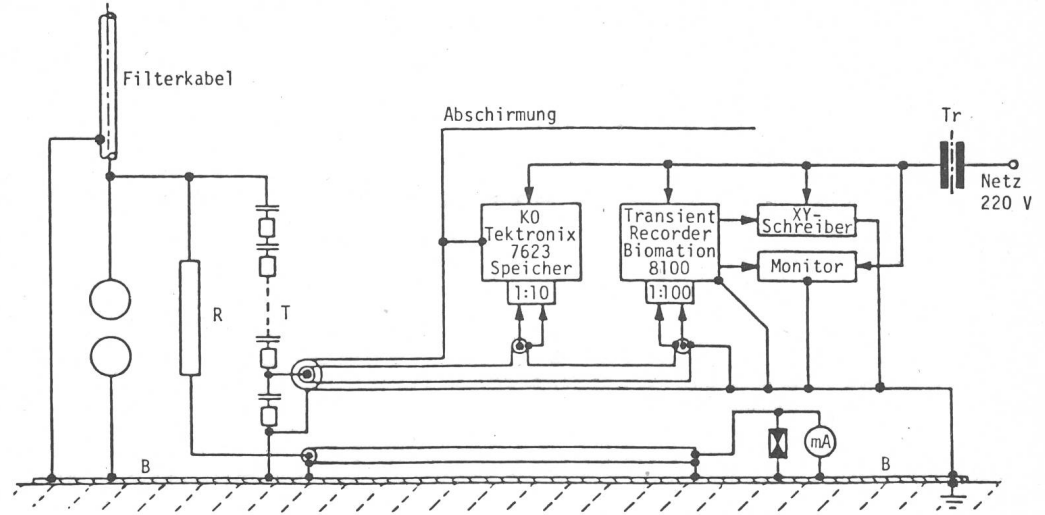 Filterkabel
Abschirmung
Tr
Netz
220 V
KO
Tektronix
7623
Speicher
1:10
Transient
Recorder
Biomation
8100
1:100
XY-
Schreiber
Monitor
R
T
mA
B
B